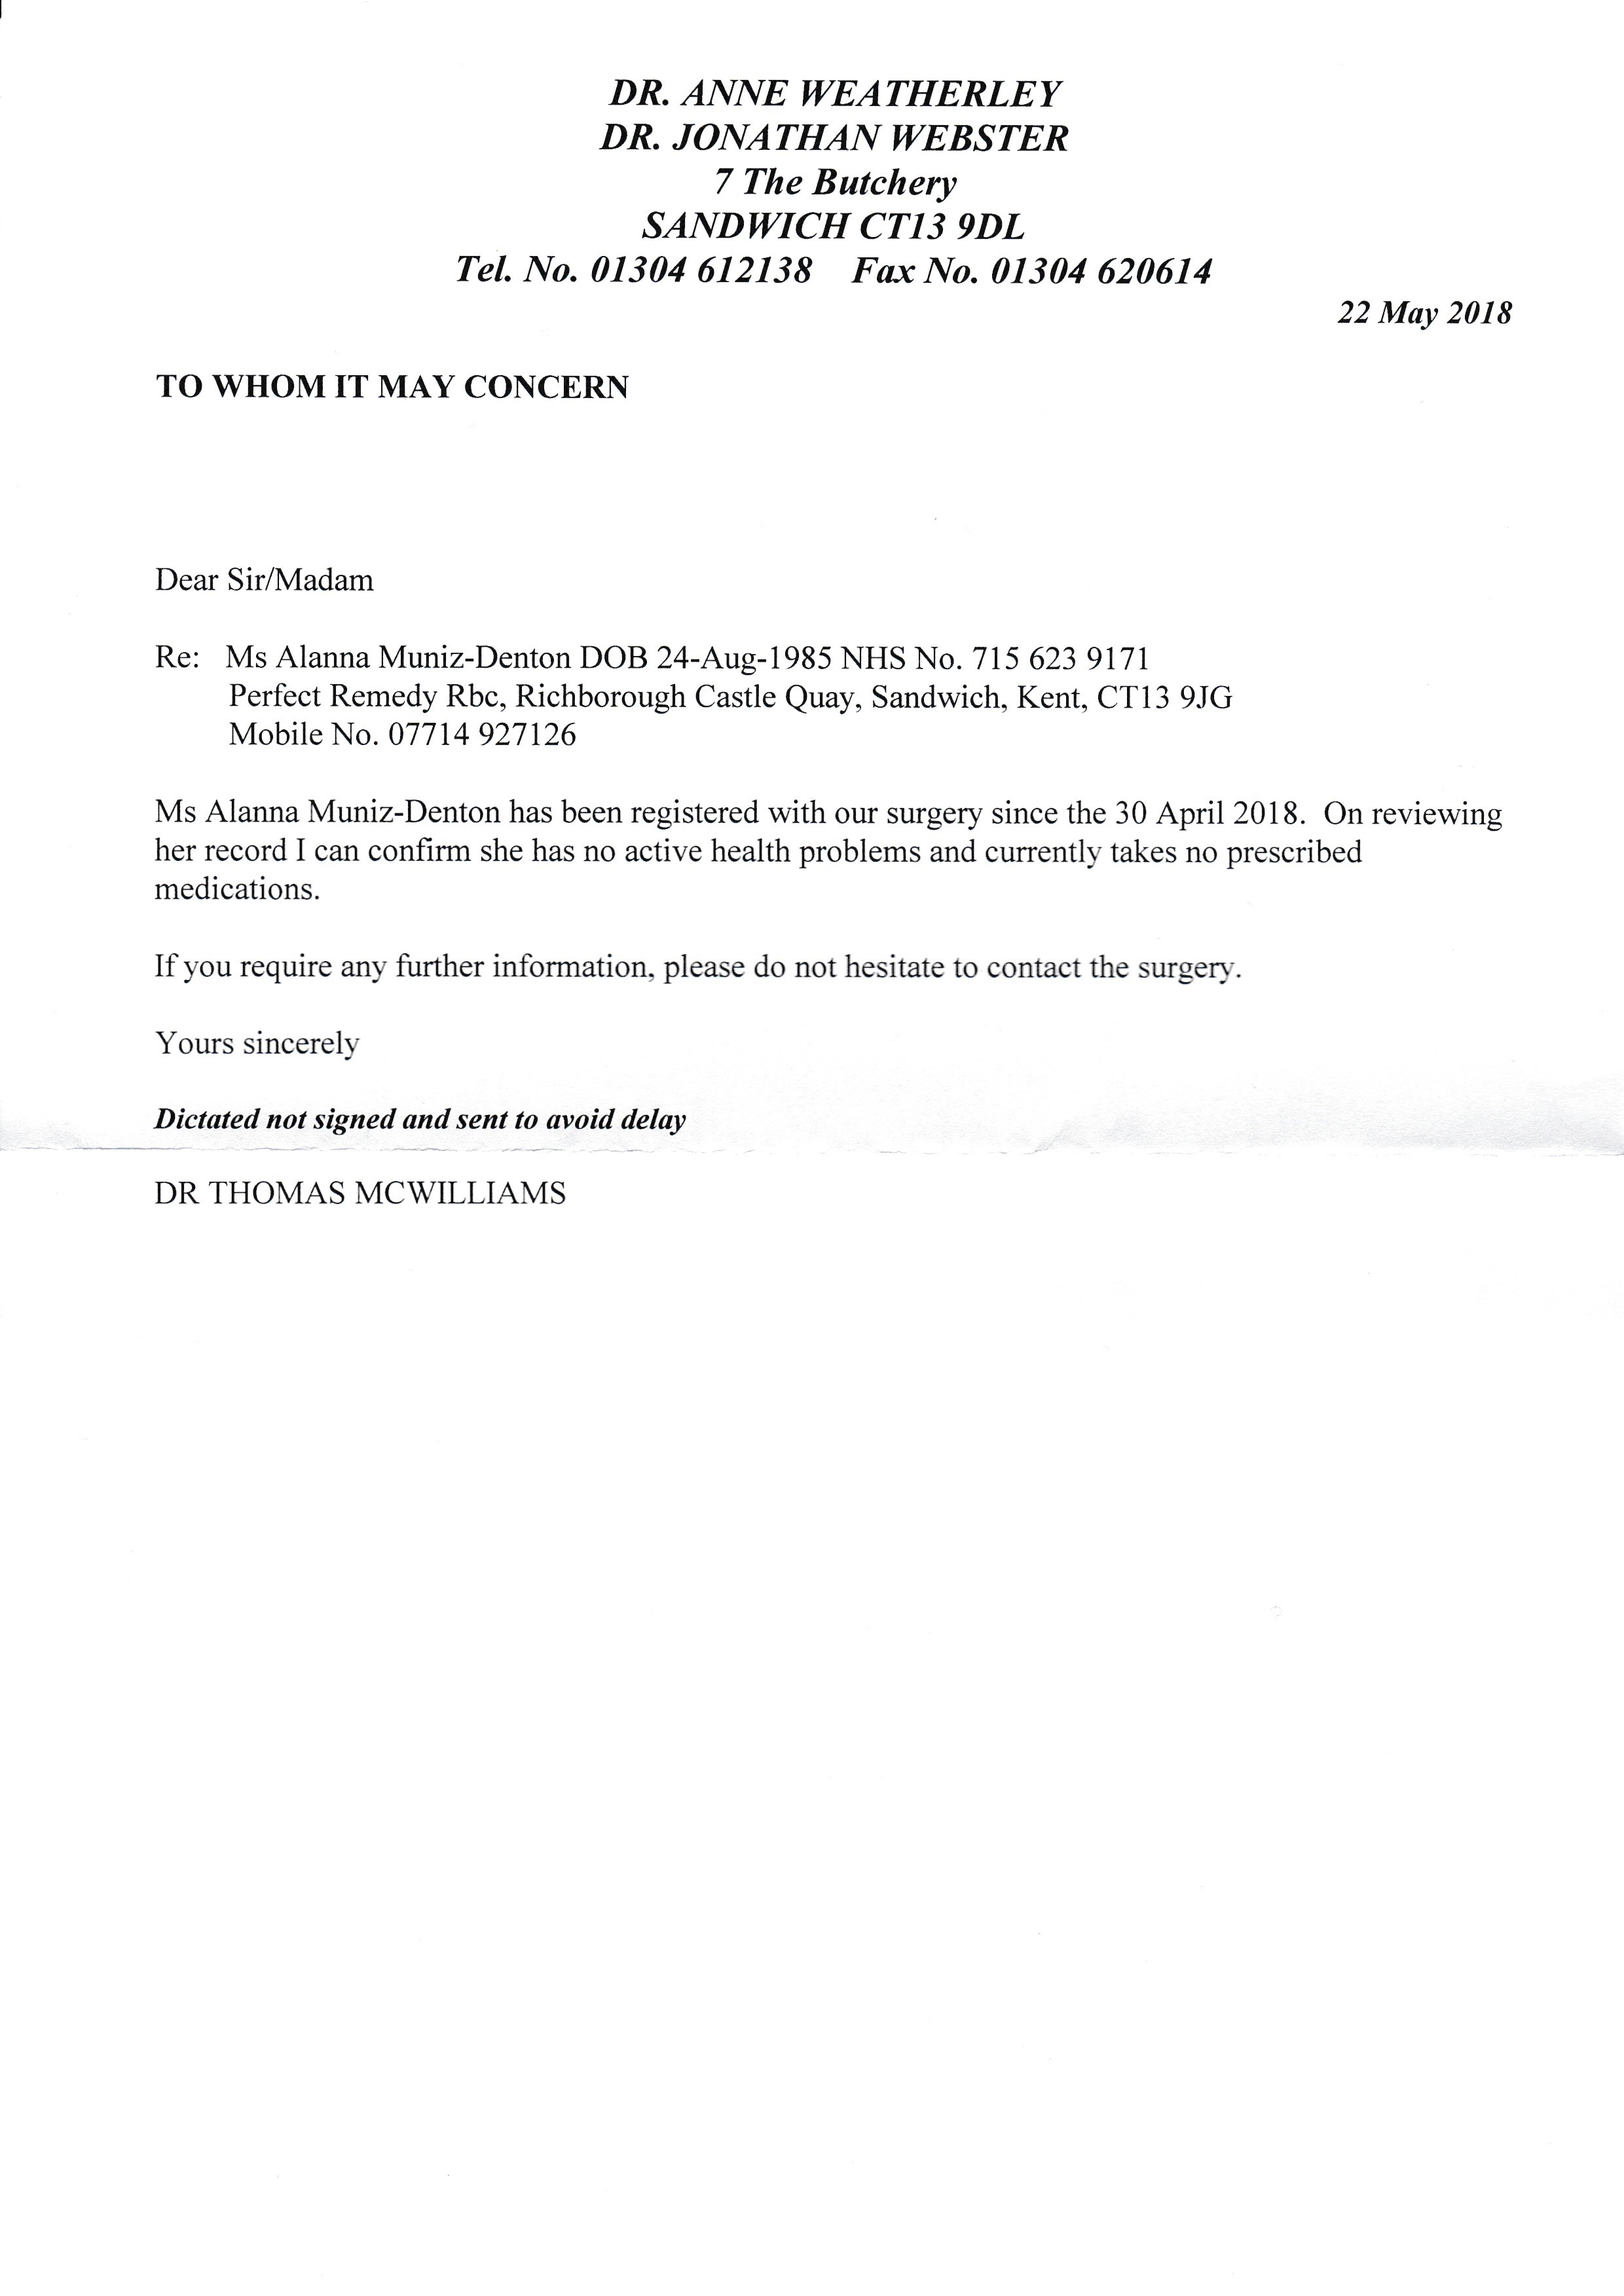 DR. ANNE WEATHERLEY
DR. JONATHAN WEBSTER
7 The Butchery
SANDWICH CT13 9DL
Tel. No. 01304 612138    Fax No. 01304 620614
22 May 2018
TO WHOM IT MAY CONCERN
Dear Sir/Madam
Re:   Ms Alanna Muniz-Denton DOB 24-Aug-1985 NHS No. 715 623 9171
Perfect Remedy Rbc, Richborough Castle Quay, Sandwich, Kent, CT13 9JG
Mobile No. 07714 927126
Ms Alanna Muniz-Denton has been registered with our surgery since the 30 April 2018.  On reviewing
her record I can confirm she has no active health problems and currently takes no prescribed
medications.
If you require any further information, please do not hesitate to contact the surgery.
Yours sincerely
Dictated not signed and sent to avoid delay
DR THOMAS MCWILLIAMS